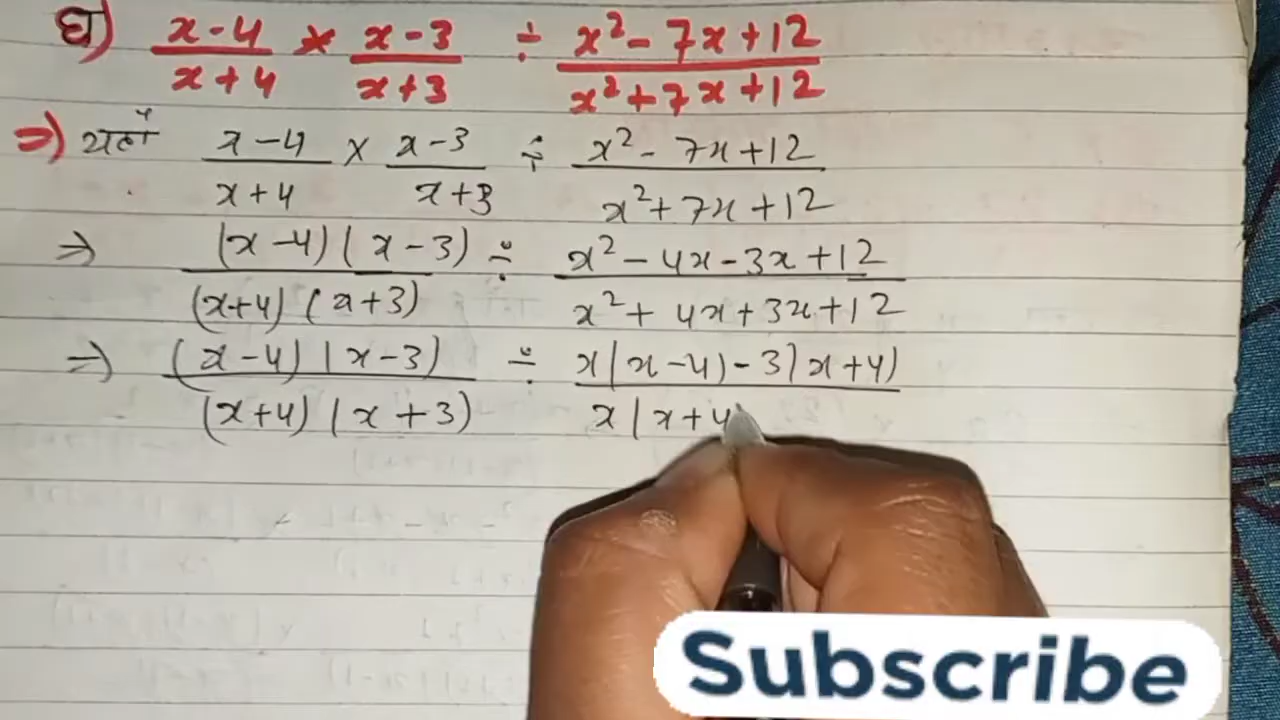 घ) x-4/x+4 * x-3/x+3 ÷ x²-7x+12/x²+7x+12
⇒) यहाँ x-4/x+4 × x-3/x+3 ÷ x²-7x+12/x²+7x+12
⇒ (x-4)(x-3)/(x+4)(x+3) ÷ x²-4x-3x+12/x²+4x+3x+12
⇒) (x-4)(x-3)/(x+4)(x+3) ÷ x(x-4)-3(x+4)/x(x+4
Subscribe